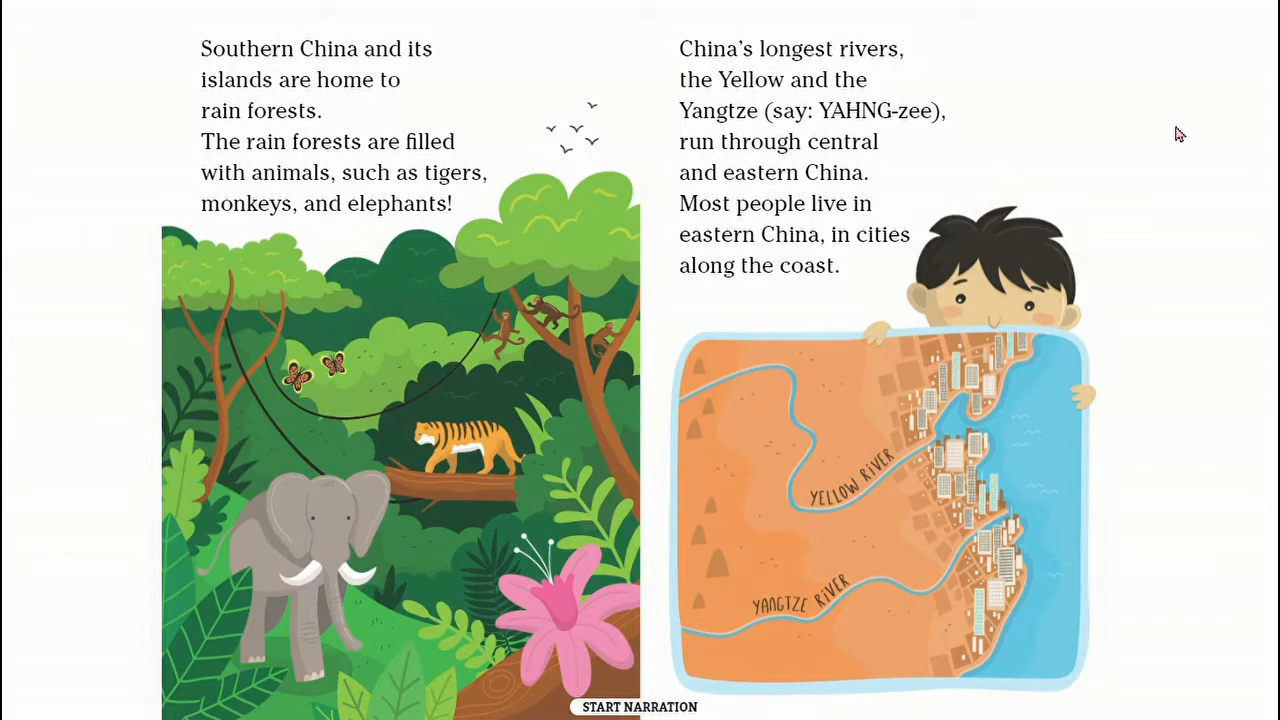 Southern China and its
islands are home to
rain forests.
The rain forests are filled
with animals, such as tigers,
monkeys, and elephants!
China’s longest rivers,
the Yellow and the
Yangtze (say: YAHNG-zee),
run through central
and eastern China.
Most people live in
eastern China, in cities
along the coast.
YELLOW RIVER
YANGTZE RIVER
START NARRATION